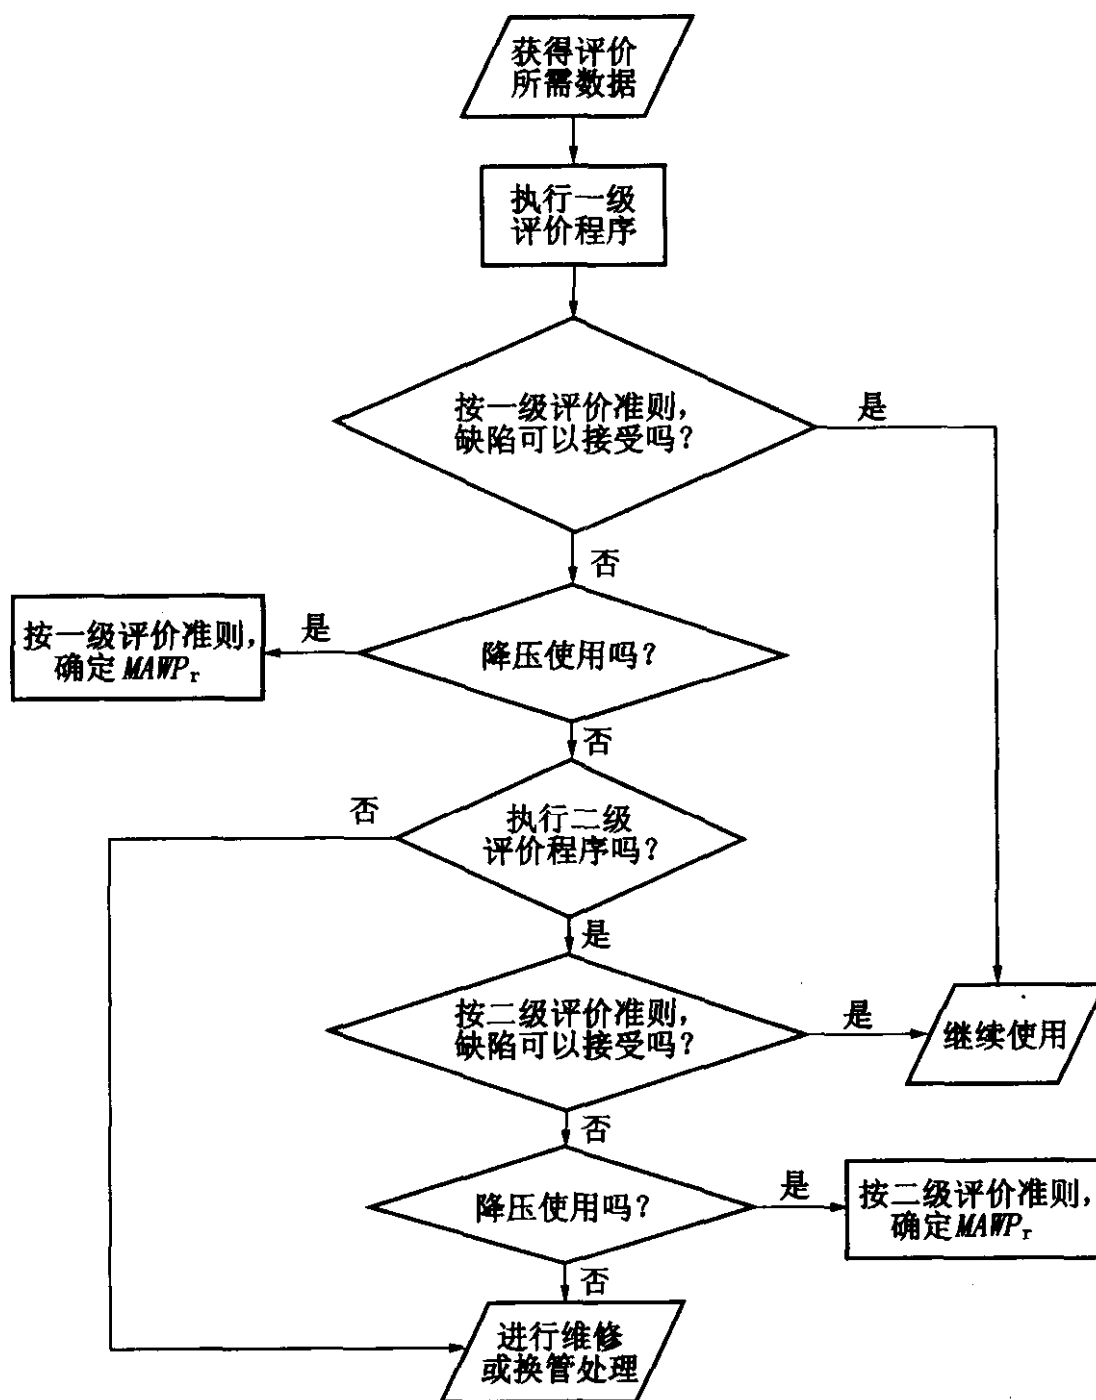 获得评价
所需数据
执行一级
评价程序
按一级评价准则,
缺陷可以接受吗?
是
否
按一级评价准则,
确定 MAWPr
是
降压使用吗?
否
否
执行二级
评价程序吗?
是
按二级评价准则,
缺陷可以接受吗?
是
继续使用
否
降压使用吗?
是
按二级评价准则,
确定MAWPr
否
进行维修
或换管处理